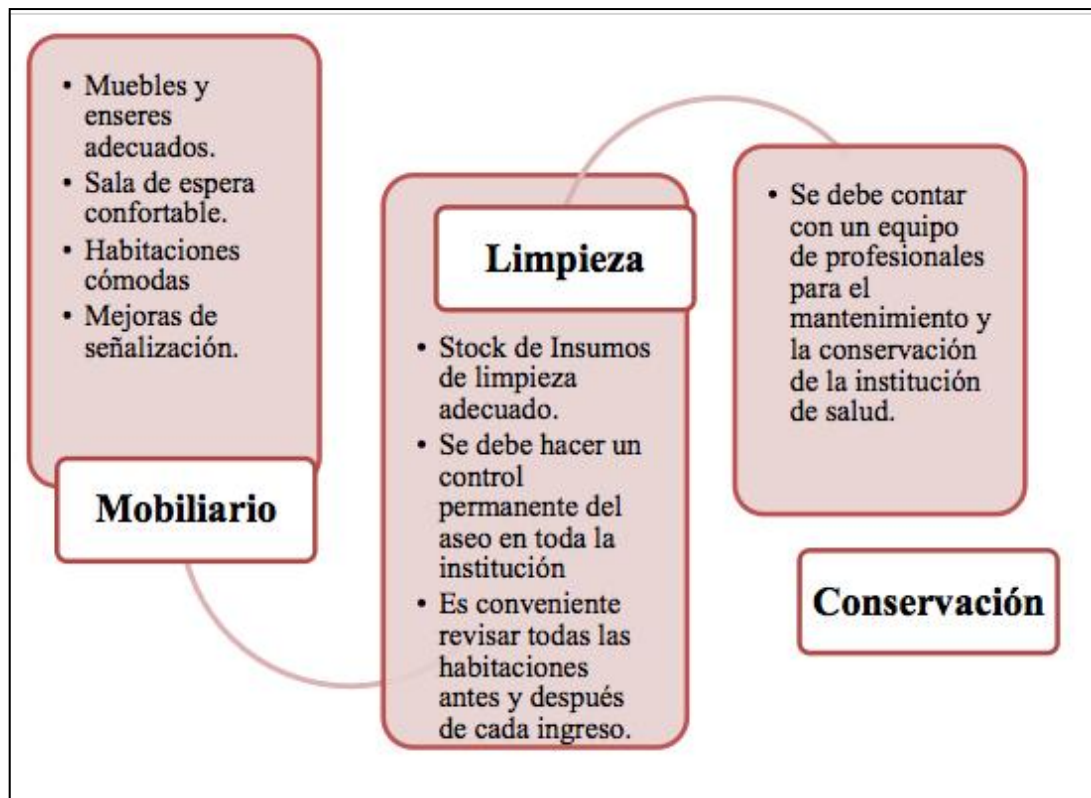 • Muebles y
enseres
adecuados.
• Sala de espera
confortable.
• Habitaciones
cómodas
• Mejoras de
señalización.
Mobiliario
Limpieza
• Stock de Insumos
de limpieza
adecuado.
• Se debe hacer un
control
permanente del
aseo en toda la
institución
• Es conveniente
revisar todas las
habitaciones
antes y después
de cada ingreso.
• Se debe contar
con un equipo
de profesionales
para el
mantenimiento y
la conservación
de la institución
de salud.
Conservación